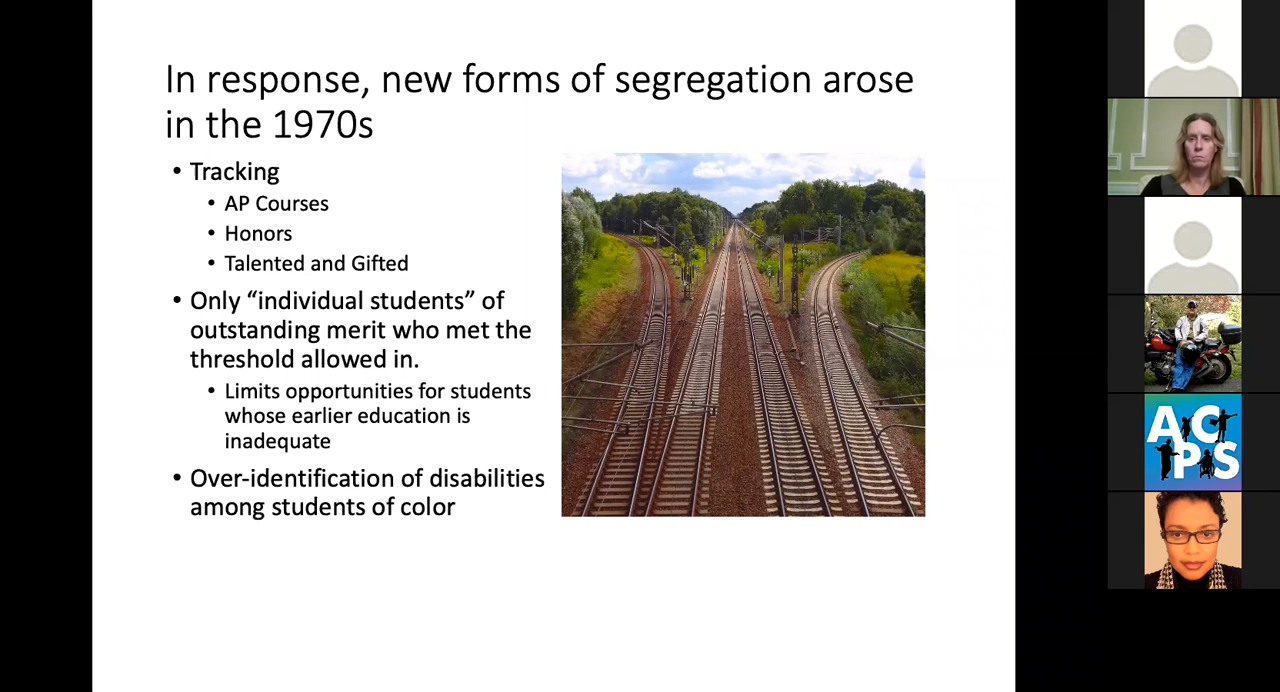 In response, new forms of segregation arose
in the 1970s
• Tracking
• AP Courses
• Honors
• Talented and Gifted
• Only “individual students” of
outstanding merit who met the
threshold allowed in.
• Limits opportunities for students
whose earlier education is
inadequate
• Over-identification of disabilities
among students of color
AC
PS